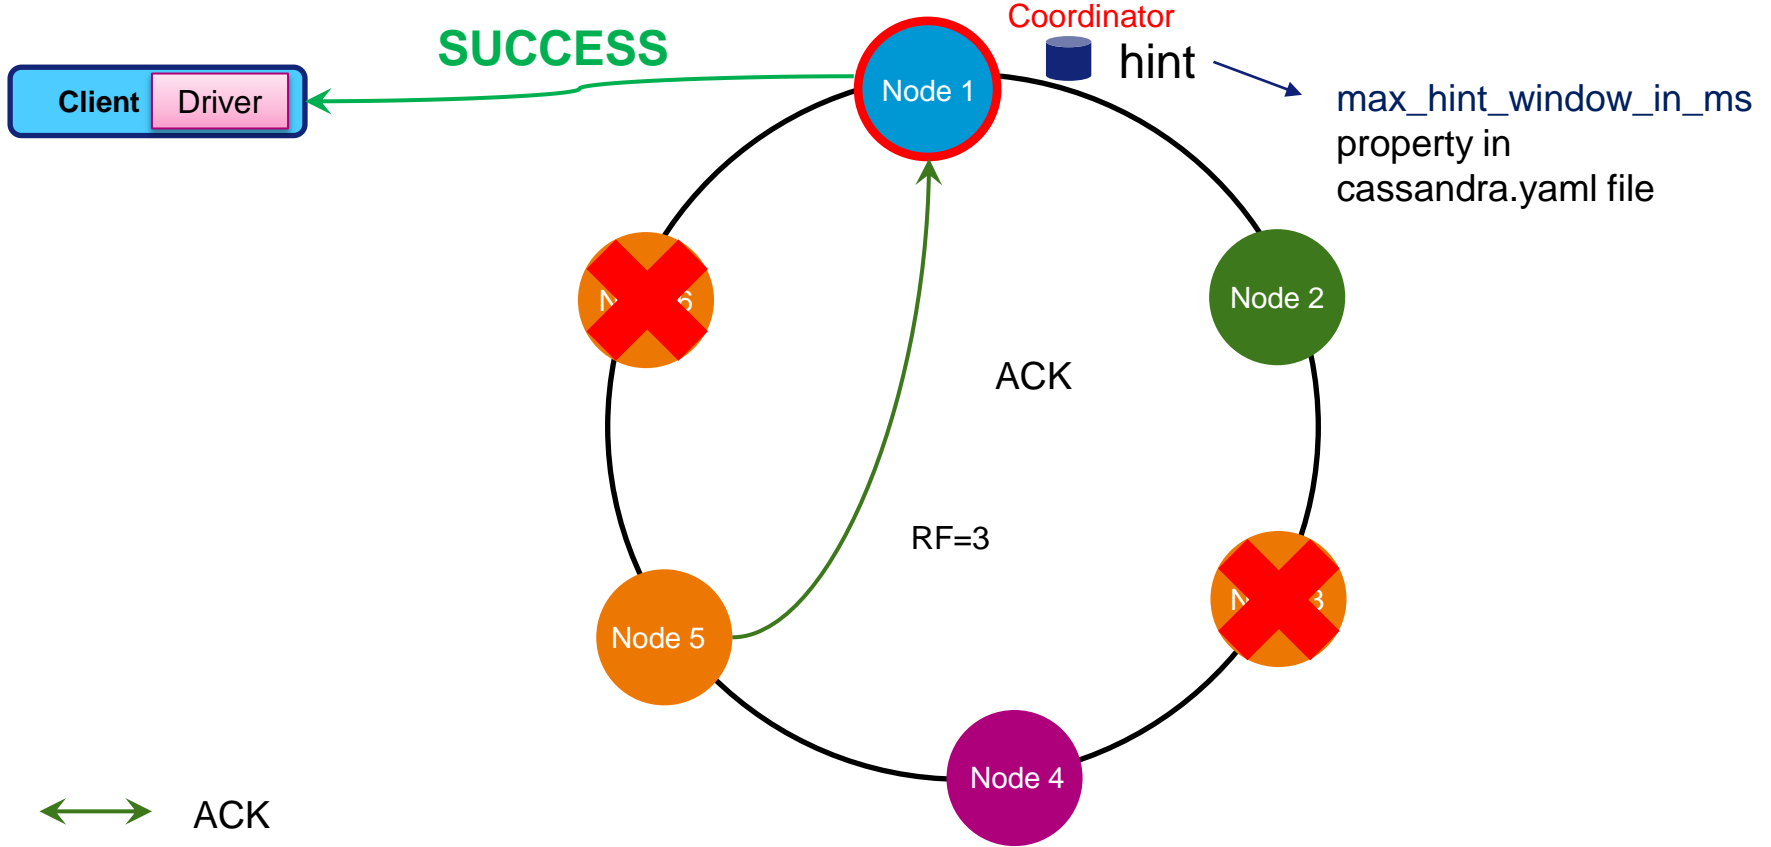 Coordinator
SUCCESS
hint
Client
Driver
Node 1
max_hint_window_in_ms
property in
cassandra.yaml file
Node 2
ACK
RF=3
Node 5
Node 4
ACK